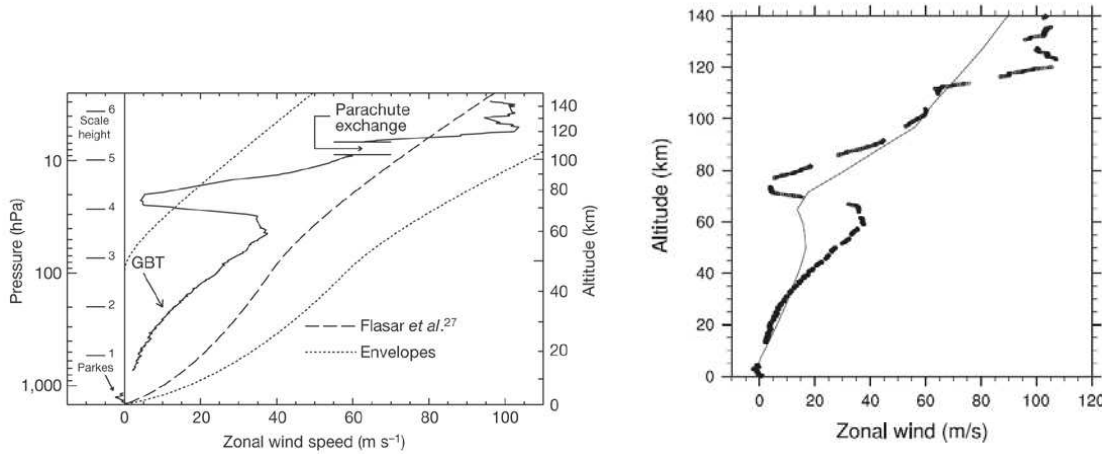 6
Scale
height
5
4
3
2
1
10
100
1,000
Pressure (hPa)
Parachute
exchange
GBT
Parkes
Flasar et al.²⁷
Envelopes
140
120
100
80
60
40
20
0
Altitude (km)
0 20 40 60 80 100
Zonal wind speed (m s⁻¹)
140
120
100
80
60
40
20
0
Altitude (km)
0 20 40 60 80 100 120
Zonal wind (m/s)